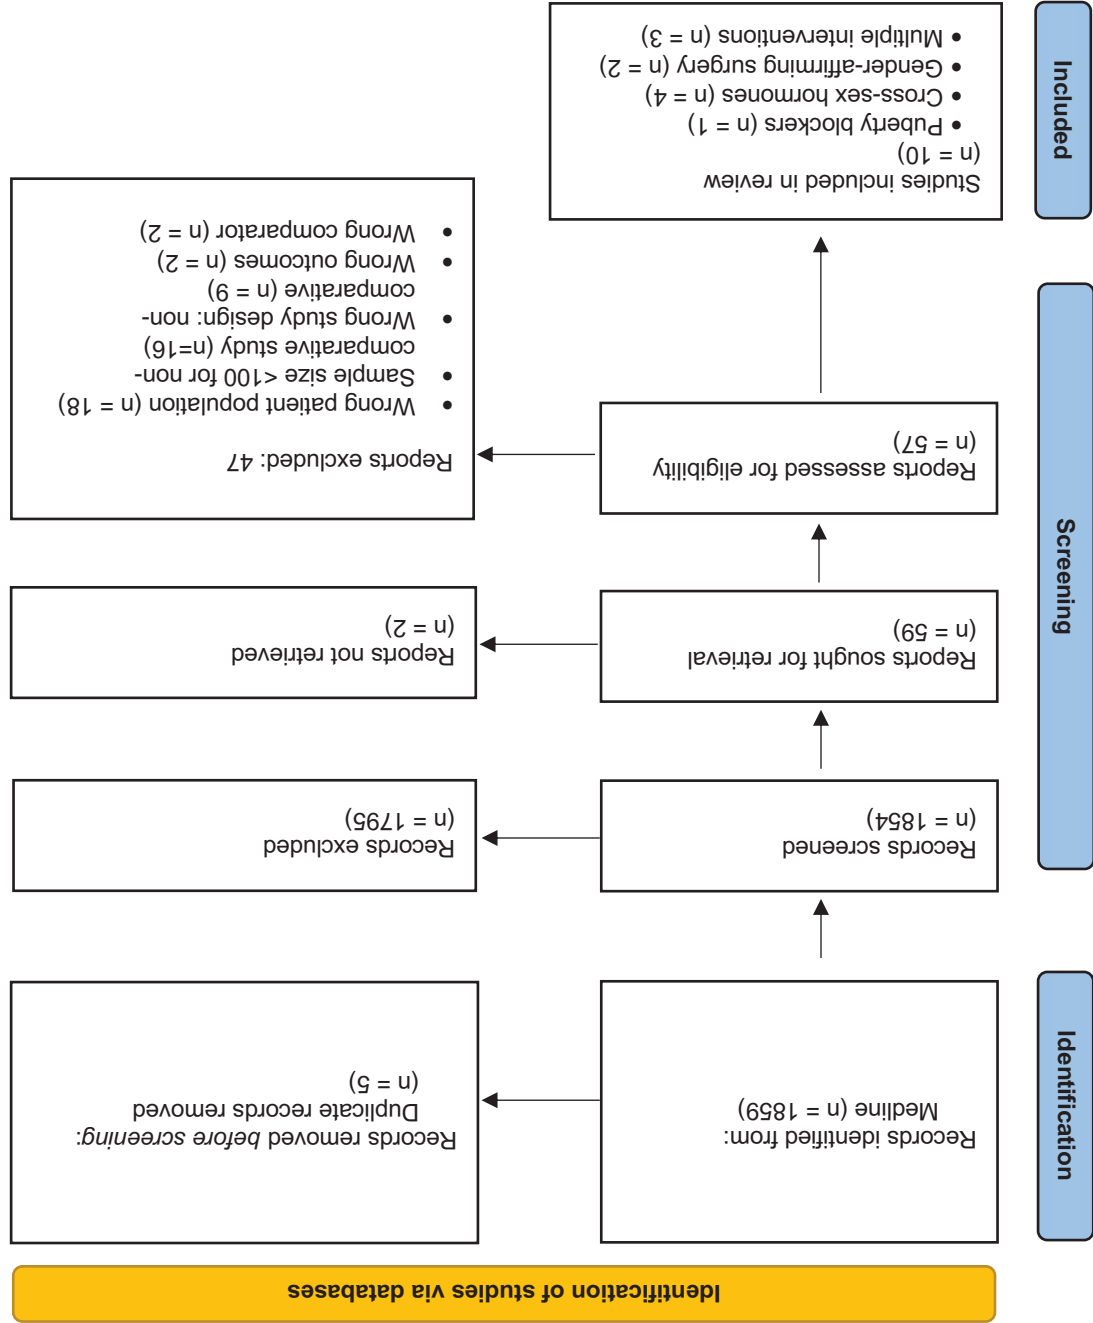 Identification of studies via databases
Identification
Records identified from:
Medline (n = 1859)
Records removed before screening:
Duplicate records removed
(n = 5)
Screening
Records screened
(n = 1854)
Records excluded
(n = 1795)
Reports sought for retrieval
(n = 59)
Reports not retrieved
(n = 2)
Reports assessed for eligibility
(n = 57)
Reports excluded: 47
• Wrong patient population (n = 18)
• Sample size <100 for non-
comparative study (n=16)
• Wrong study design: non-
comparative (n = 9)
• Wrong outcomes (n = 2)
• Wrong comparator (n = 2)
Included
Studies included in review
(n = 10)
• Puberty blockers (n = 1)
• Cross-sex hormones (n = 4)
• Gender-affirming surgery (n = 2)
• Multiple interventions (n = 3)